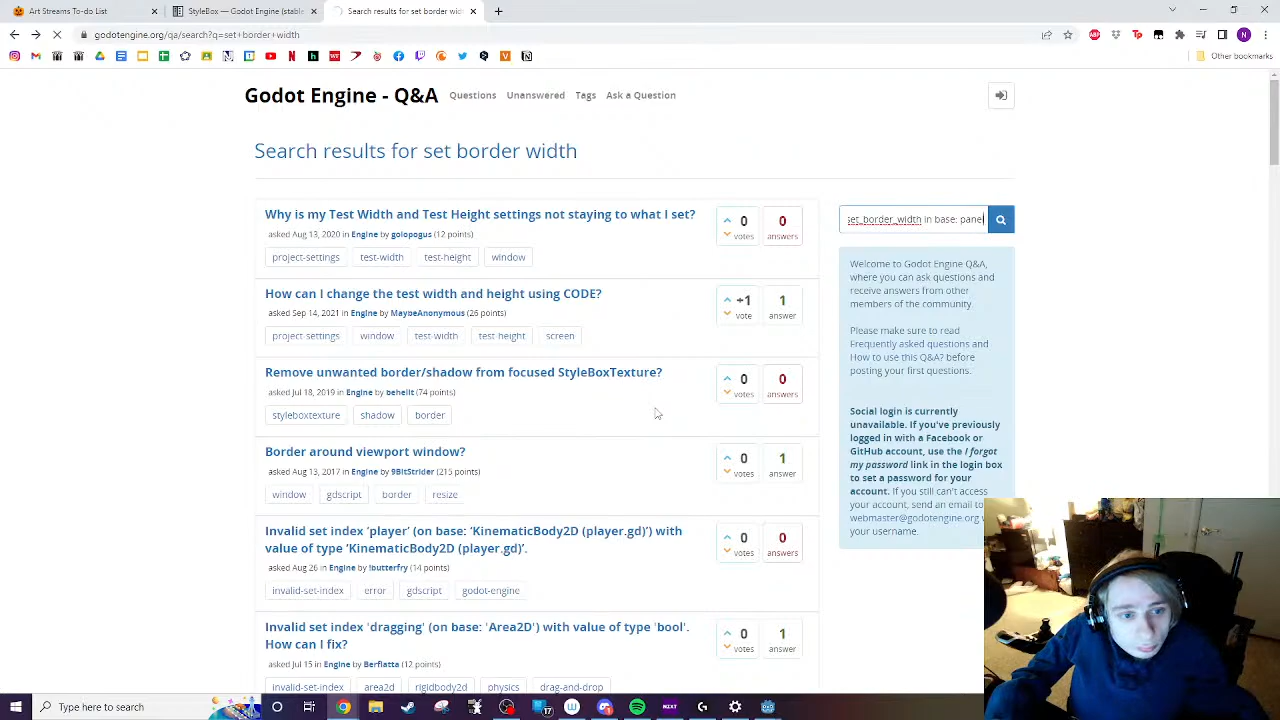 Art Streams To-do List
StyleBox — Godot Engine (stable
Search results for set border wid
godotengine.org/qa/search?q=set+border+width
Other bookmarks
Godot Engine - Q&A
Questions
Unanswered
Tags
Ask a Question
Search results for set border width
set_border_width in base: panel
Why is my Test Width and Test Height settings not staying to what I set?
asked Aug 13, 2020 in Engine by golopogus (12 points)
project-settings
test-width
test-height
window
0
votes
0
answers
How can I change the test width and height using CODE?
asked Sep 14, 2021 in Engine by MaybeAnonymous (26 points)
project-settings
window
test-width
test-height
screen
+1
vote
1
answer
Remove unwanted border/shadow from focused StyleBoxTexture?
asked Jul 18, 2019 in Engine by behelit (74 points)
styleboxtexture
shadow
border
0
votes
0
answers
Border around viewport window?
asked Aug 13, 2017 in Engine by 9BitStrider (215 points)
window
gdscript
border
resize
0
votes
1
answer
Invalid set index 'player' (on base: 'KinematicBody2D (player.gd)') with
value of type 'KinematicBody2D (player.gd)'.
asked Aug 26 in Engine by !butterfry (14 points)
invalid-set-index
error
gdscript
godot-engine
0
votes
0
answers
Invalid set index 'dragging' (on base: 'Area2D') with value of type 'bool'.
How can I fix?
asked Jul 15 in Engine by Berflatta (12 points)
invalid-set-index
area2d
rigidbody2d
physics
drag-and-drop
0
votes
1
answer
Welcome to Godot Engine Q&A,
where you can ask questions and
receive answers from other
members of the community.
Please make sure to read
Frequently asked questions and
How to use this Q&A? before
posting your first questions.
Social login is currently
unavailable. If you've previously
logged in with a Facebook or
GitHub account, use the I forgot
my password link in the login box
to set a password for your
account. If you still can't access
your account, send an email to
webmaster@godotengine.org
your username.
Type here to search